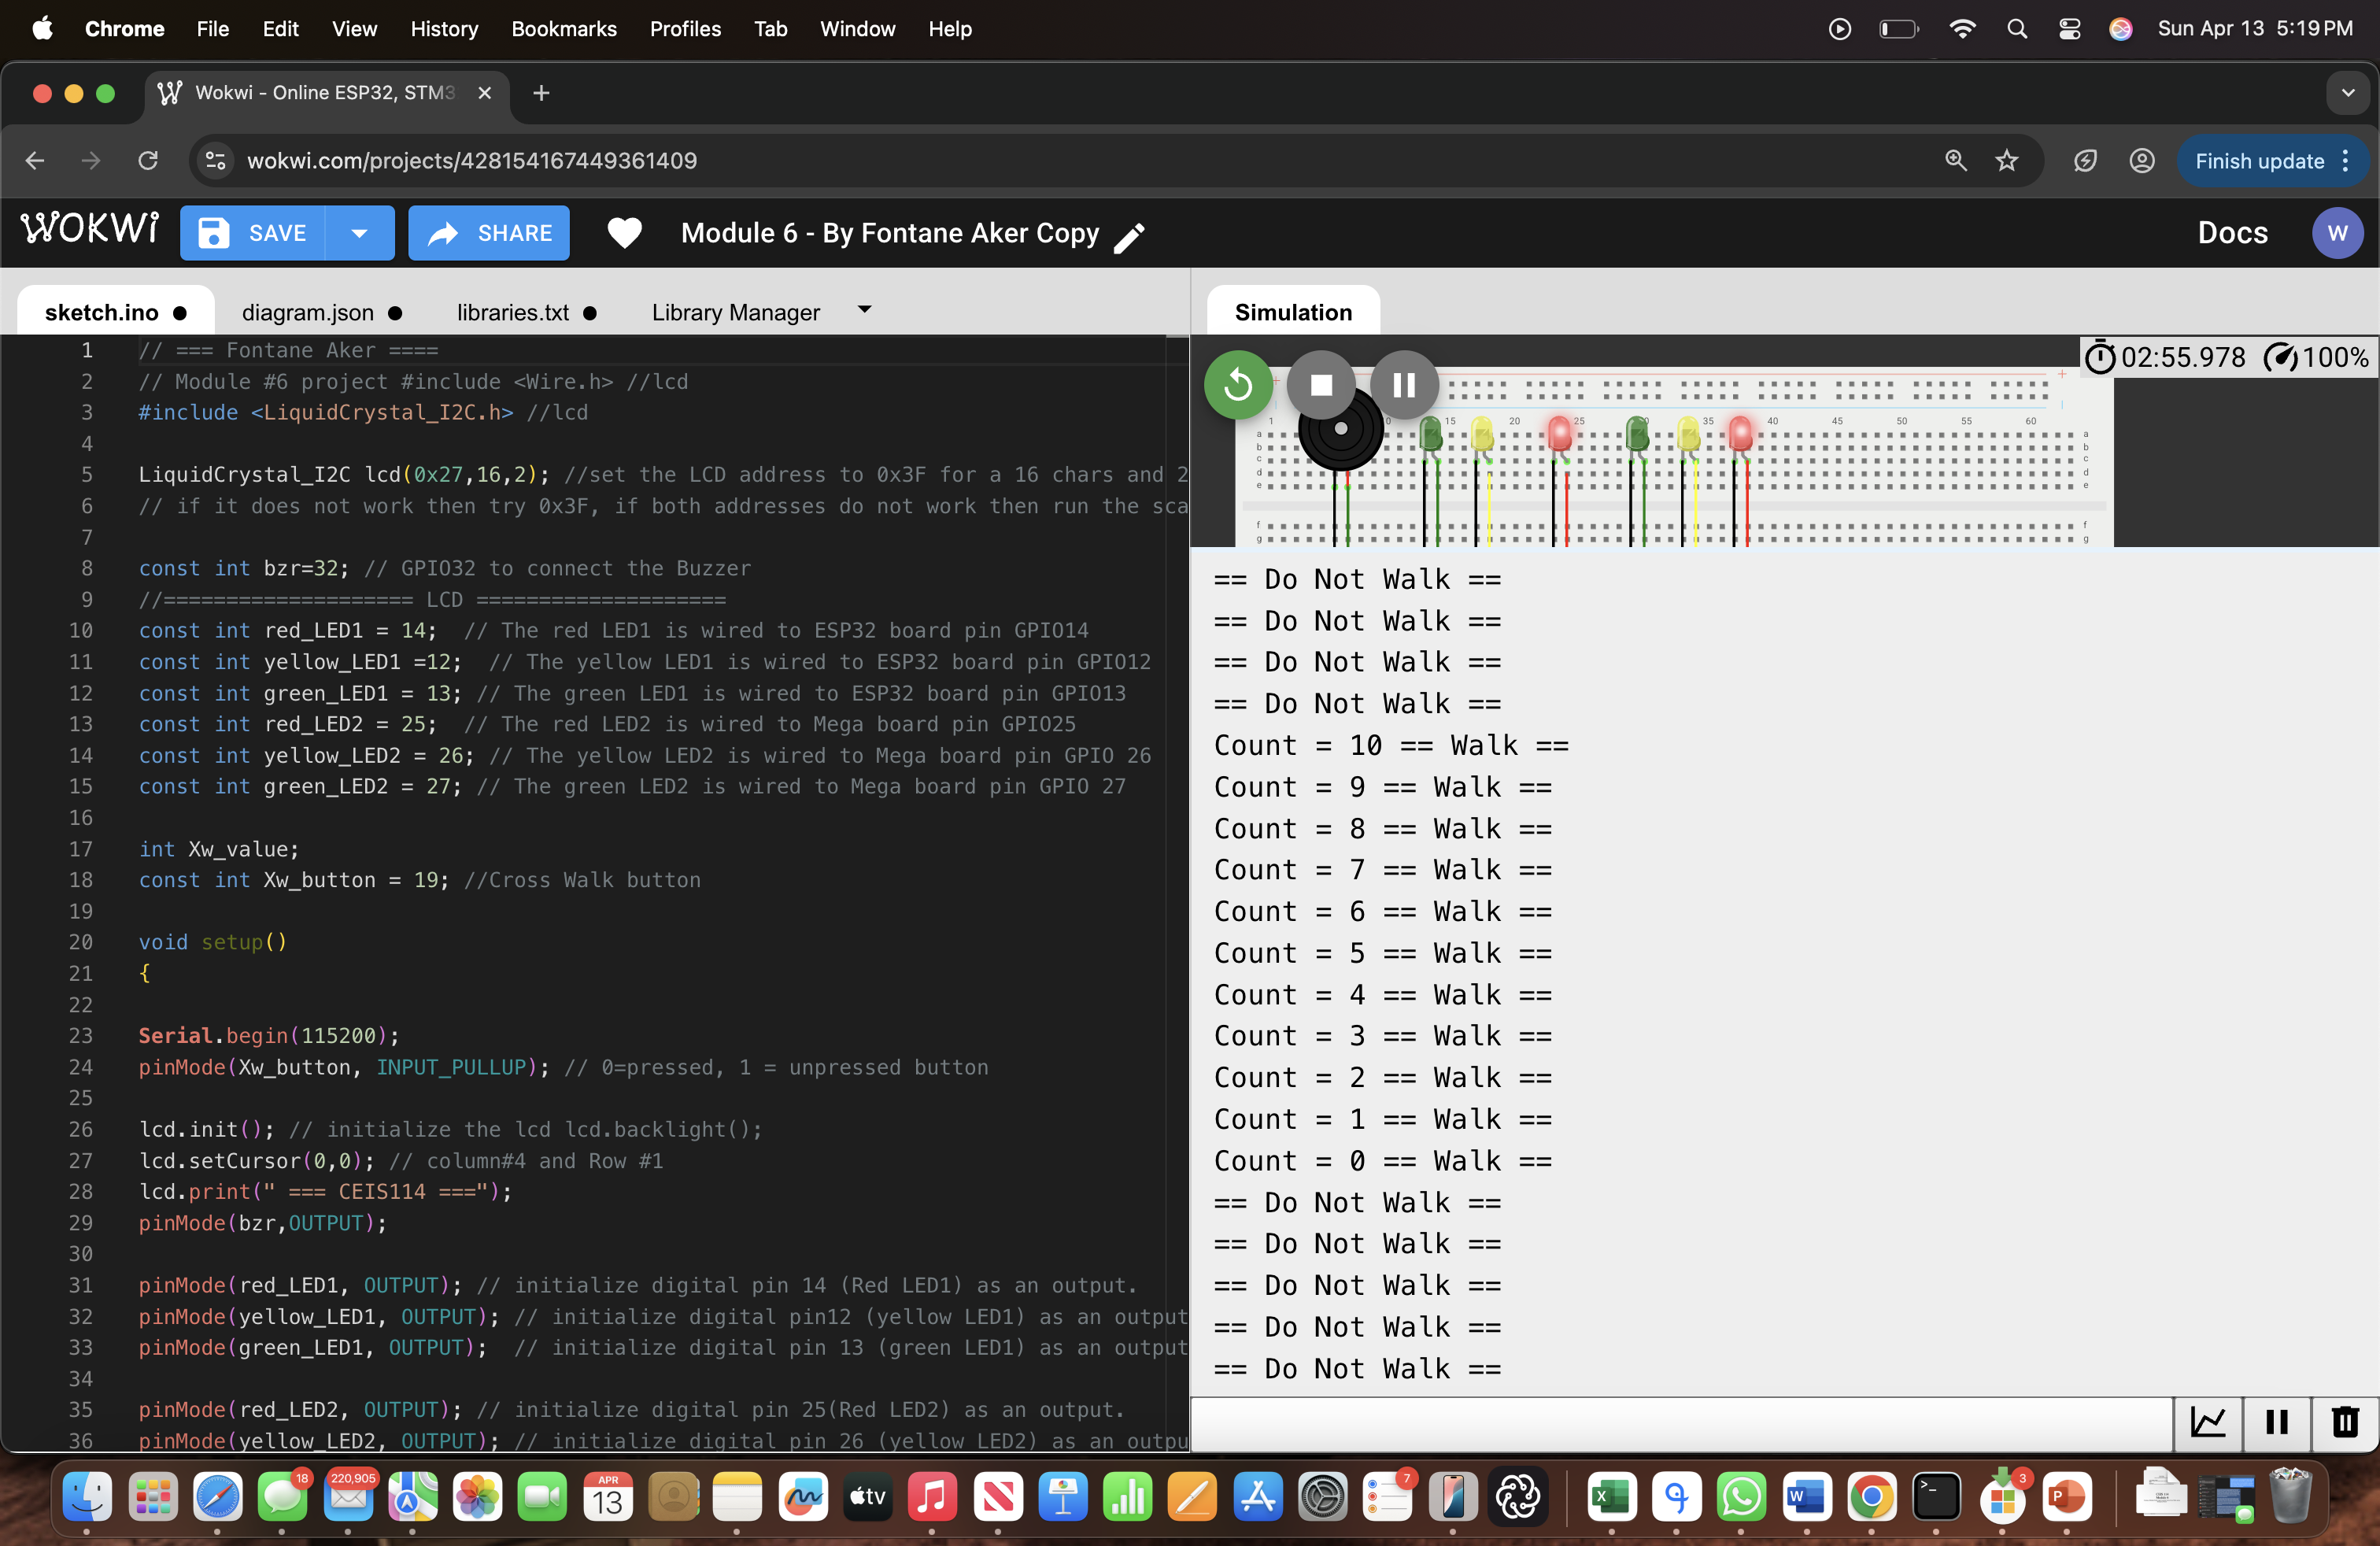 Chrome File Edit View History Bookmarks Profiles Tab Window Help Sun Apr 13 5:19 PM
Wokwi - Online ESP32, STM3
wokwi.com/projects/428154167449361409 Finish update
WOKWI SAVE SHARE Module 6 - By Fontane Aker Copy Docs W
sketch.ino diagram.json libraries.txt Library Manager
1 // === Fontane Aker ====
2 // Module #6 project #include <Wire.h> //lcd
3 #include <LiquidCrystal_I2C.h> //lcd
4
5 LiquidCrystal_I2C lcd(0x27,16,2); //set the LCD address to 0x3F for a 16 chars and 2
6 // if it does not work then try 0x3F, if both addresses do not work then run the sca
7
8 const int bzr=32; // GPIO32 to connect the Buzzer
9 //==================== LCD ====================
10 const int red_LED1 = 14; // The red LED1 is wired to ESP32 board pin GPIO14
11 const int yellow_LED1 =12; // The yellow LED1 is wired to ESP32 board pin GPIO12
12 const int green_LED1 = 13; // The green LED1 is wired to ESP32 board pin GPIO13
13 const int red_LED2 = 25; // The red LED2 is wired to Mega board pin GPIO25
14 const int yellow_LED2 = 26; // The yellow LED2 is wired to Mega board pin GPIO 26
15 const int green_LED2 = 27; // The green LED2 is wired to Mega board pin GPIO 27
16
17 int Xw_value;
18 const int Xw_button = 19; //Cross Walk button
19
20 void setup()
21 {
22
23 Serial.begin(115200);
24 pinMode(Xw_button, INPUT_PULLUP); // 0=pressed, 1 = unpressed button
25
26 lcd.init(); // initialize the lcd lcd.backlight();
27 lcd.setCursor(0,0); // column#4 and Row #1
28 lcd.print(" === CEIS114 ===");
29 pinMode(bzr,OUTPUT);
30
31 pinMode(red_LED1, OUTPUT); // initialize digital pin 14 (Red LED1) as an output.
32 pinMode(yellow_LED1, OUTPUT); // initialize digital pin12 (yellow LED1) as an output
33 pinMode(green_LED1, OUTPUT); // initialize digital pin 13 (green LED1) as an output
34
35 pinMode(red_LED2, OUTPUT); // initialize digital pin 25(Red LED2) as an output.
36 pinMode(yellow_LED2, OUTPUT); // initialize digital pin 26 (yellow LED2) as an outpu
Simulation
02:55.978 100%
1 15 20 25 35 40 45 50 55 60
a a
b b
c c
d d
e e
f f
g g
== Do Not Walk ==
== Do Not Walk ==
== Do Not Walk ==
== Do Not Walk ==
Count = 10 == Walk ==
Count = 9 == Walk ==
Count = 8 == Walk ==
Count = 7 == Walk ==
Count = 6 == Walk ==
Count = 5 == Walk ==
Count = 4 == Walk ==
Count = 3 == Walk ==
Count = 2 == Walk ==
Count = 1 == Walk ==
Count = 0 == Walk ==
== Do Not Walk ==
== Do Not Walk ==
== Do Not Walk ==
== Do Not Walk ==
== Do Not Walk ==
18 220,905 APR 13 tv 7 3